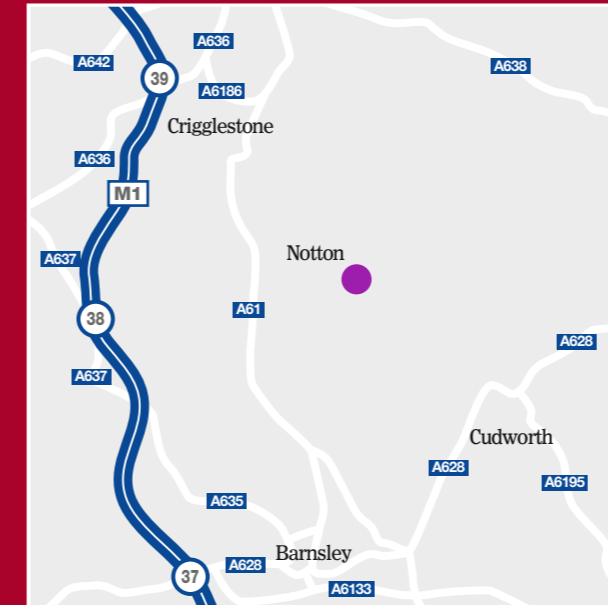 A636
A642
A638
39
A6186
Crigglestone
A636
M1
Notton
A637
A61
38
A628
A637
Cudworth
A628
A6195
A635
Barnsley
A628
37
A6133